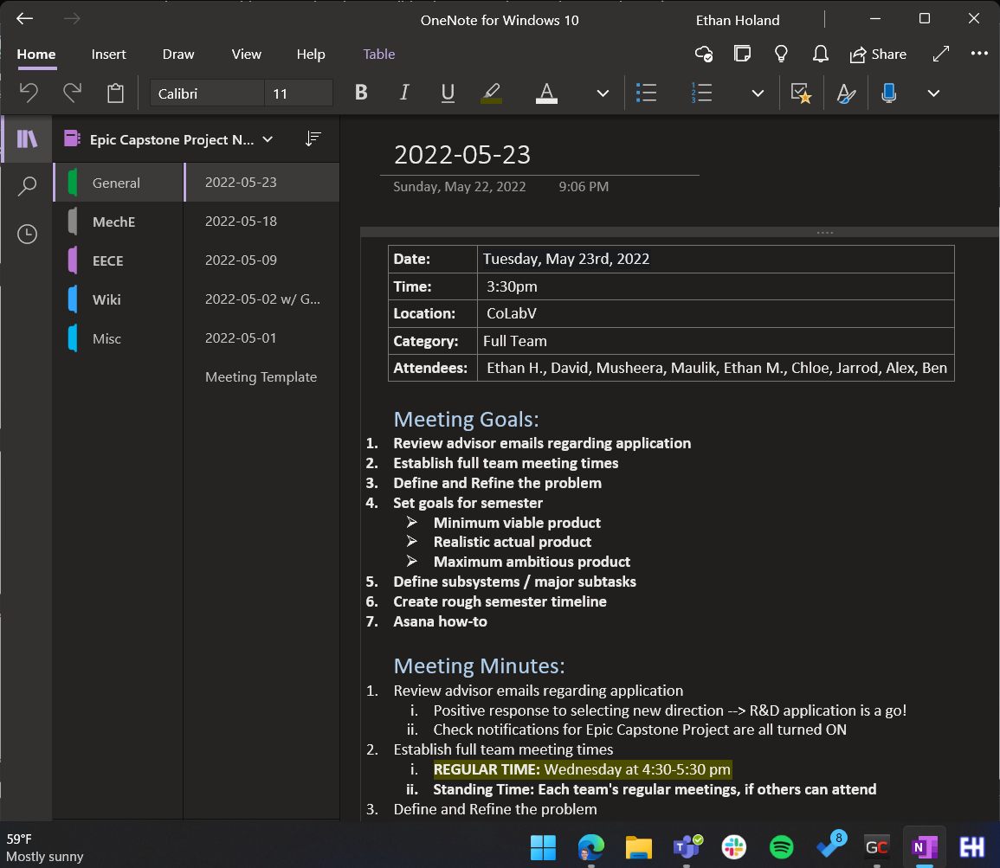 OneNote for Windows 10
Ethan Holand
Home Insert Draw View Help Table
Share
Calibri 11
B I U A
Epic Capstone Project N...
General
MechE
EECE
Wiki
Misc
2022-05-23
2022-05-18
2022-05-09
2022-05-02 w/ G...
2022-05-01
Meeting Template
2022-05-23
Sunday, May 22, 2022 9:06 PM
Date: Tuesday, May 23rd, 2022
Time: 3:30pm
Location: CoLabV
Category: Full Team
Attendees: Ethan H., David, Musheera, Maulik, Ethan M., Chloe, Jarrod, Alex, Ben
Meeting Goals:
1. Review advisor emails regarding application
2. Establish full team meeting times
3. Define and Refine the problem
4. Set goals for semester
➢ Minimum viable product
➢ Realistic actual product
➢ Maximum ambitious product
5. Define subsystems / major subtasks
6. Create rough semester timeline
7. Asana how-to
Meeting Minutes:
1. Review advisor emails regarding application
i. Positive response to selecting new direction --> R&D application is a go!
ii. Check notifications for Epic Capstone Project are all turned ON
2. Establish full team meeting times
i. REGULAR TIME: Wednesday at 4:30-5:30 pm
ii. Standing Time: Each team's regular meetings, if others can attend
3. Define and Refine the problem
59°F
Mostly sunny
8
GC
N
EH